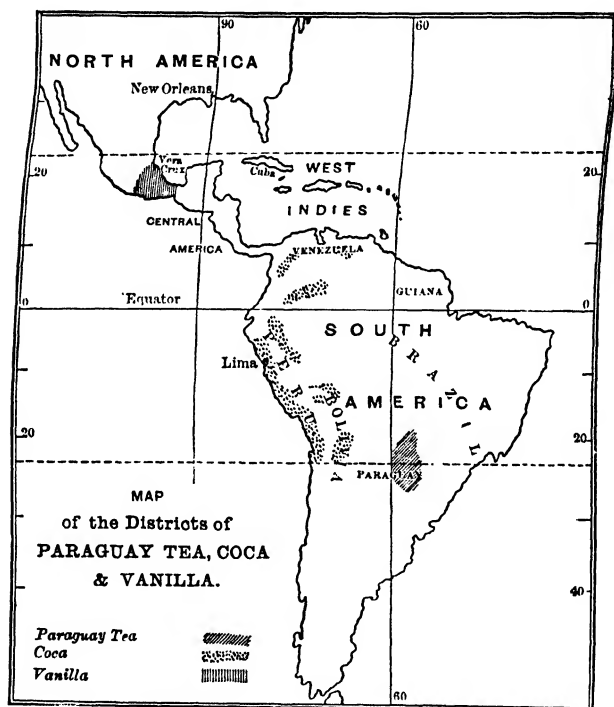 90
60
NORTH AMERICA
New Orleans
Vera
Cruz
20
20
Cuba
WEST
INDIES
CENTRAL
AMERICA
VENEZUELA
GUIANA
Equator
0
0
SOUTH
BRAZIL
Lima
PERU
BOLIVIA
AMERICA
20
20
PARAGUAY
MAP
of the Districts of
PARAGUAY TEA, COCA
& VANILLA.
40
Paraguay Tea
Coca
Vanilla
60